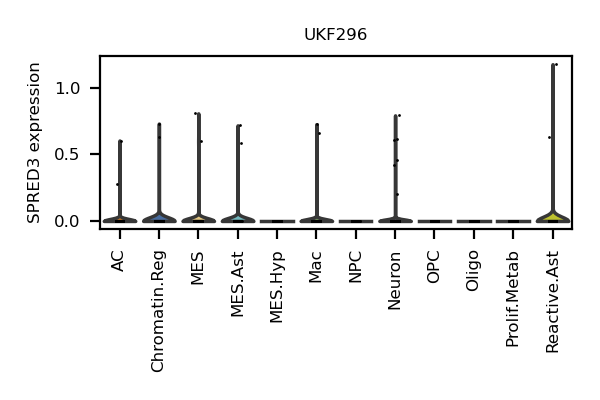 UKF296
SPRED3 expression
1.0
0.5
0.0
AC
Chromatin.Reg
MES
MES.Ast
MES.Hyp
Mac
NPC
Neuron
OPC
Oligo
Prolif.Metab
Reactive.Ast